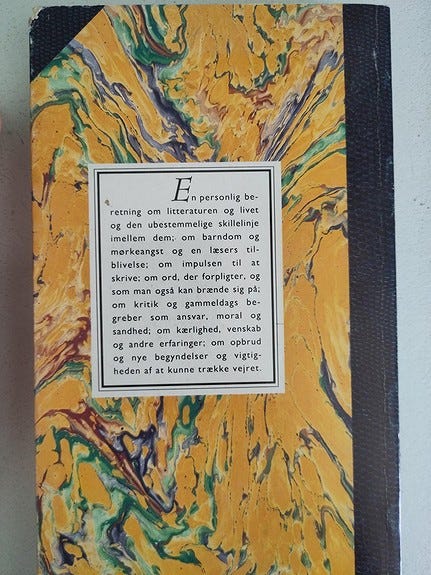 En personlig be-
retning om litteraturen og livet
og den ubestemmelige skillelinje
imellem dem; om barndom og
mørkeangst og en læsers til-
blivelse; om impulsen til at
skrive; om ord, der forpligter, og
som man også kan brænde sig på;
om kritik og gammeldags be-
greber som ansvar, moral og
sandhed; om kærlighed, venskab
og andre erfaringer; om opbrud
og nye begyndelser og vigtig-
heden af at kunne trække vejret.